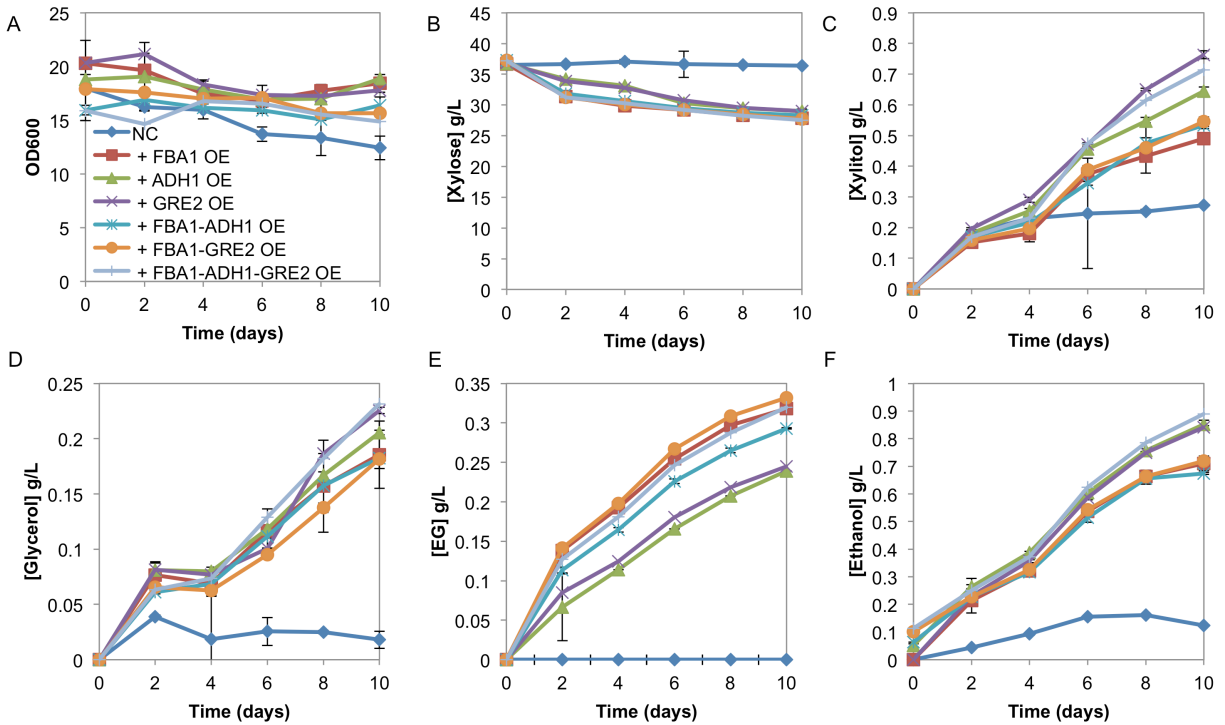 A
25
20
15
10
5
0
OD600
0 2 4 6 8 10
Time (days)
NC
+ FBA1 OE
+ ADH1 OE
+ GRE2 OE
+ FBA1-ADH1 OE
+ FBA1-GRE2 OE
+ FBA1-ADH1-GRE2 OE
B
45
40
35
30
25
20
15
10
5
0
[Xylose] g/L
0 2 4 6 8 10
Time (days)
C
0.9
0.8
0.7
0.6
0.5
0.4
0.3
0.2
0.1
0
[Xylitol] g/L
0 2 4 6 8 10
Time (days)
D
0.25
0.2
0.15
0.1
0.05
0
[Glycerol] g/L
0 2 4 6 8 10
Time (days)
E
0.35
0.3
0.25
0.2
0.15
0.1
0.05
0
[EG] g/L
0 2 4 6 8 10
Time (days)
F
1
0.9
0.8
0.7
0.6
0.5
0.4
0.3
0.2
0.1
0
[Ethanol] g/L
0 2 4 6 8 10
Time (days)